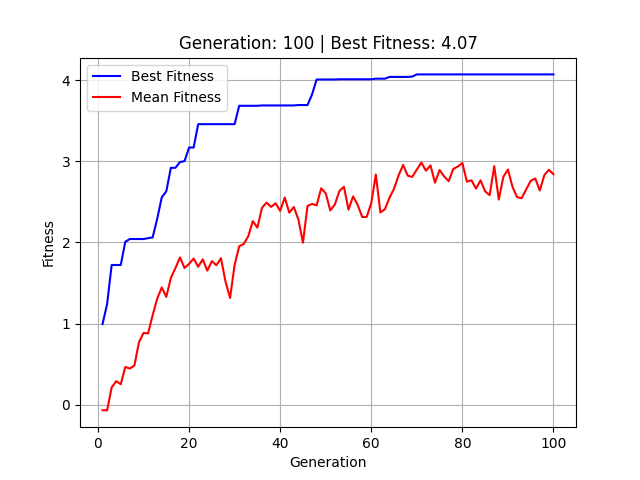 Generation: 100 | Best Fitness: 4.07
Best Fitness
Mean Fitness
4
3
2
1
0
Fitness
0 20 40 60 80 100
Generation